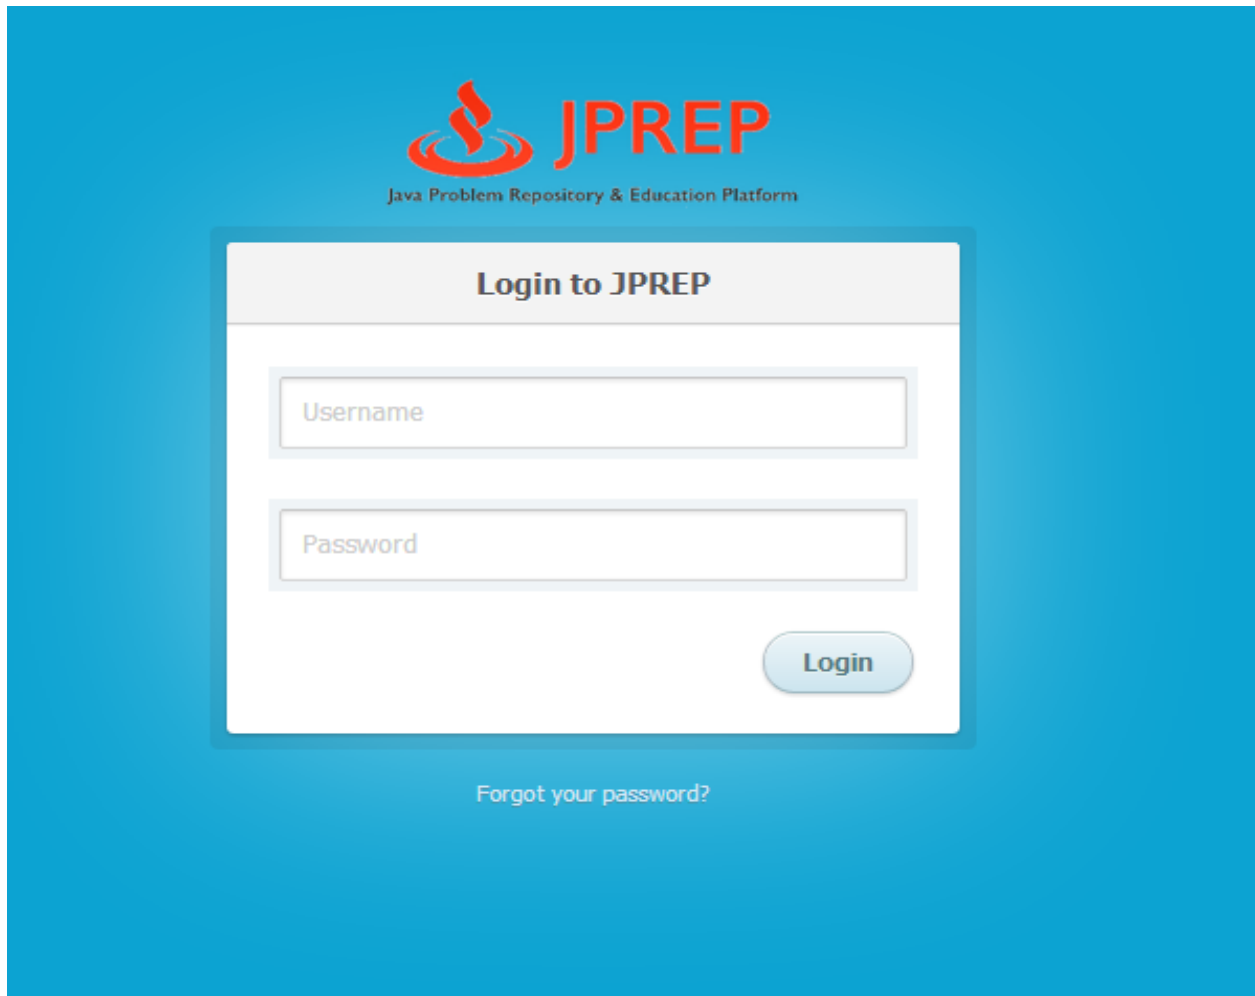 JPREP
Java Problem Repository & Education Platform
Login to JPREP
Username
Password
Login
Forgot your password?